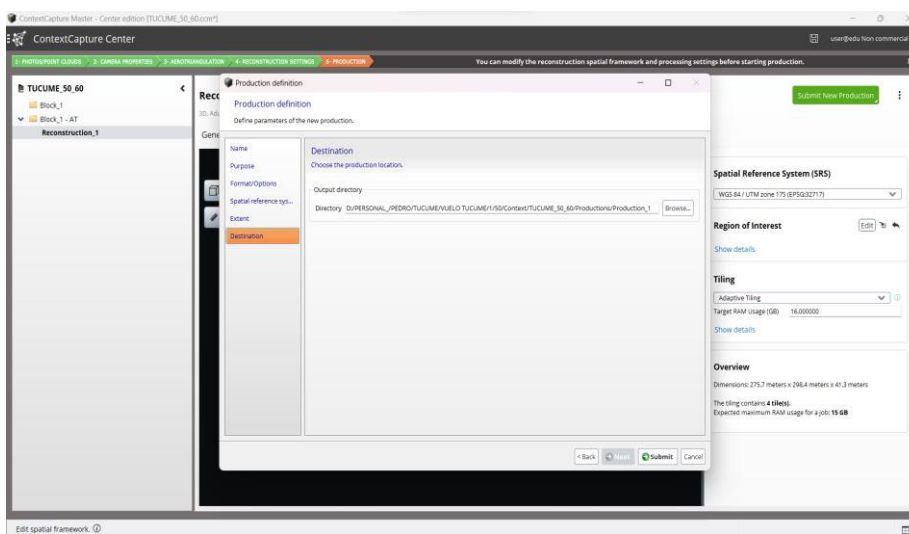 ContextCapture Master - Center edition [TUCUME_50_60.ccm*]
ContextCapture Center
user@edu Non commercial
1- PHOTOS/POINT CLOUDS
2- CAMERA PROPERTIES
3- AEROTRIANGULATION
4- RECONSTRUCTION SETTINGS
5- PRODUCTION
You can modify the reconstruction spatial framework and processing settings before starting production.
TUCUME_50_60
Block_1
Block_1 - AT
Reconstruction_1
Reco
3D, Ada
Gene
Submit New Production
Production definition
Production definition
Define parameters of the new production.
Name
Purpose
Format/Options
Spatial reference sys...
Extent
Destination
Destination
Choose the production location.
Output directory
Directory D:/PERSONAL_/PEDRO/TUCUME/VUELO TUCUME/1/50/Context/TUCUME_50_60/Productions/Production_1 Browse...
< Back Next Submit Cancel
Spatial Reference System (SRS)
WGS 84 / UTM zone 17S (EPSG:32717)
Region of Interest Edit
Show details
Tiling
Adaptive Tiling
Target RAM Usage (GB) 16.000000
Show details
Overview
Dimensions: 275.7 meters x 298.4 meters x 41.3 meters
The tiling contains 4 tile(s).
Expected maximum RAM usage for a job: 15 GB
Edit spatial framework.